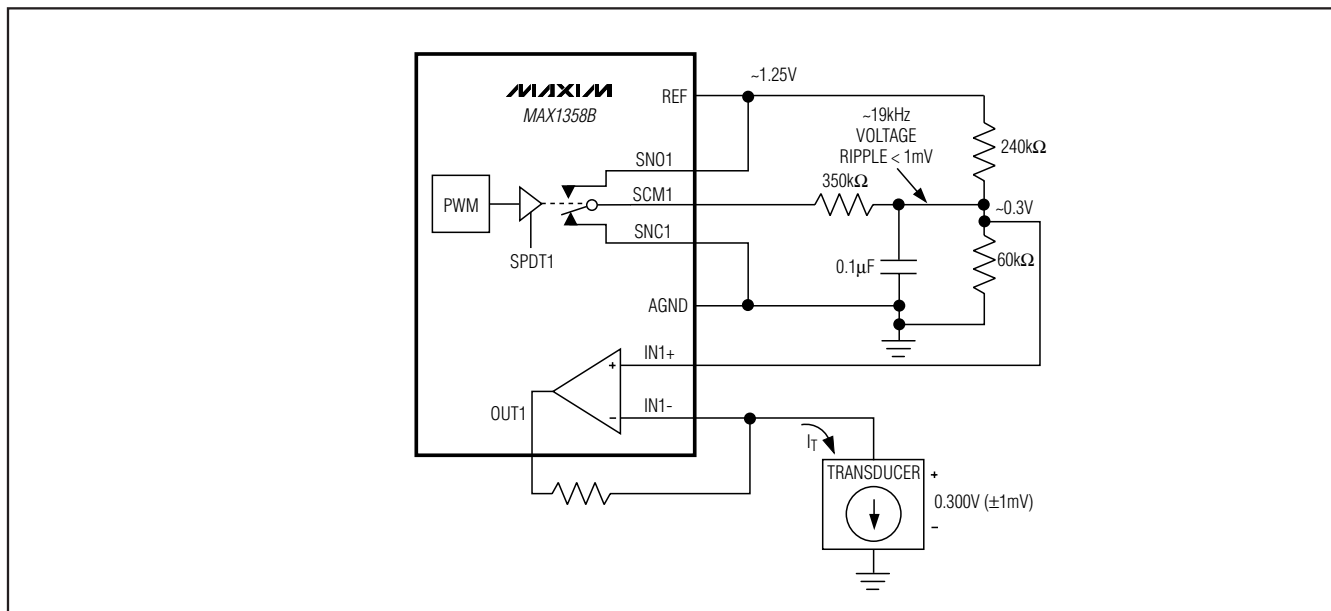 MAXIM
MAX1358B
REF
~1.25V
~19kHz
VOLTAGE
RIPPLE < 1mV
240kΩ
SNO1
350kΩ
PWM
SCM1
~0.3V
SNC1
SPDT1
0.1µF
60kΩ
AGND
IN1+
+
OUT1
IN1-
−
IT
TRANSDUCER
+
0.300V (±1mV)
−